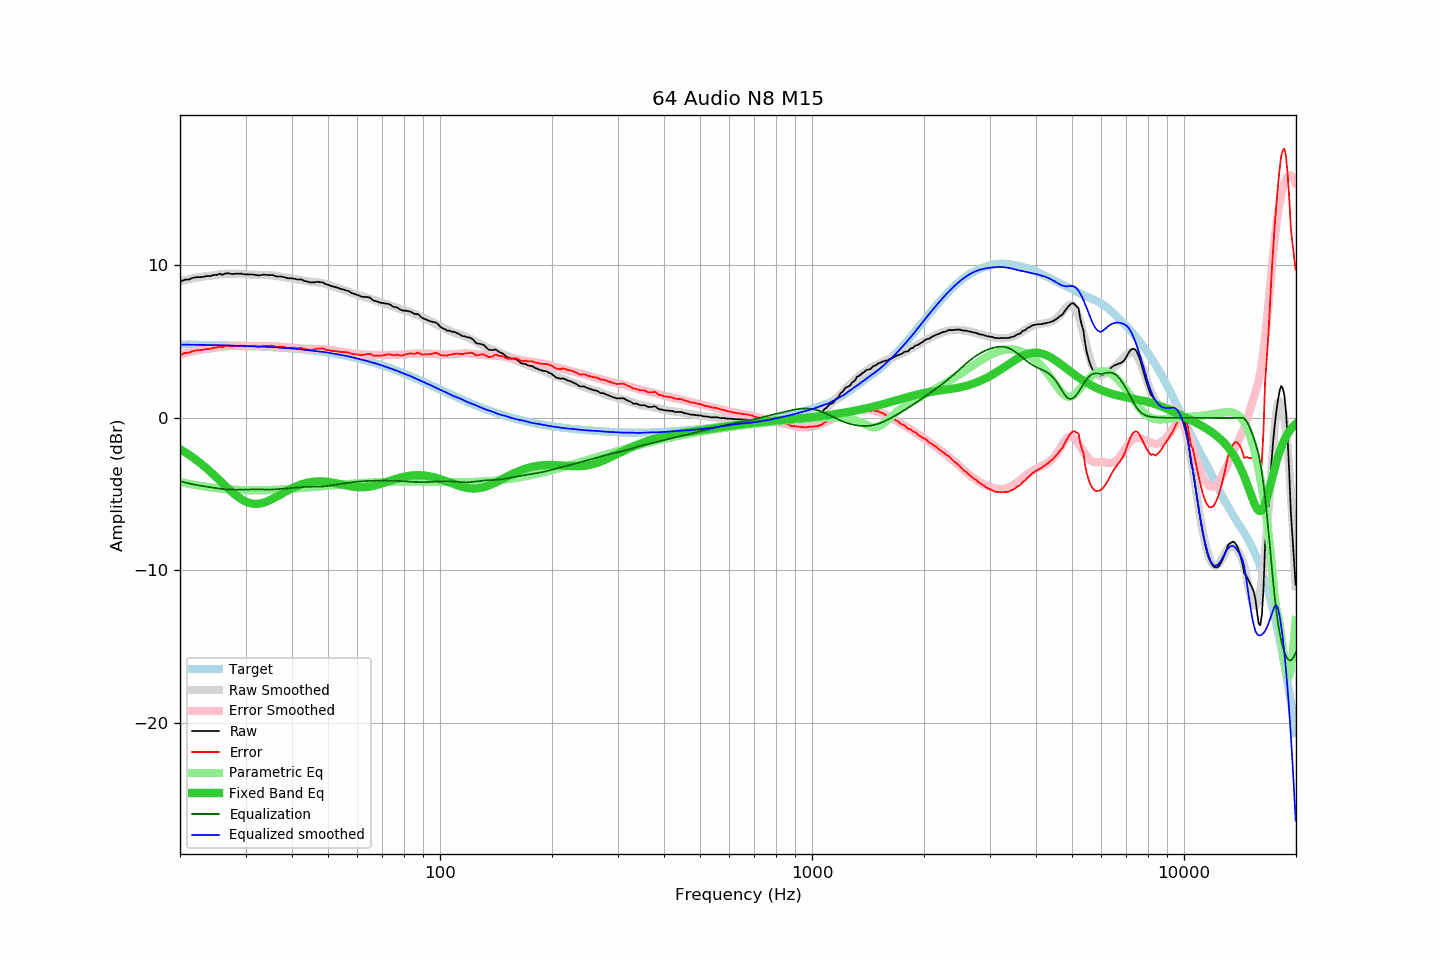 64 Audio N8 M15
10
0
−10
−20
Amplitude (dBr)
100
1000
10000
Frequency (Hz)
Target
Raw Smoothed
Error Smoothed
Raw
Error
Parametric Eq
Fixed Band Eq
Equalization
Equalized smoothed